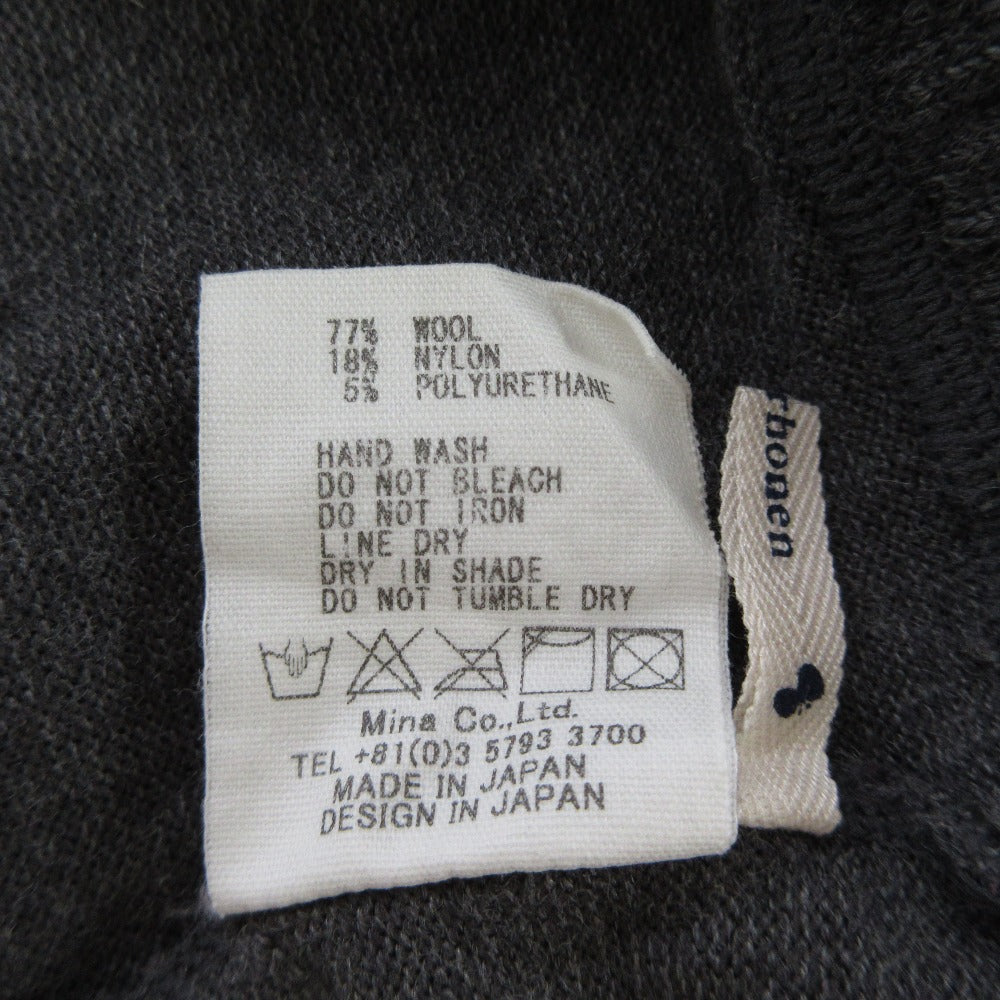 77% WOOL
18% NYLON
5% POLYURETHANE
HAND WASH
DO NOT BLEACH
DO NOT IRON
LINE DRY
DRY IN SHADE
DO NOT TUMBLE DRY
Mina Co.,Ltd.
TEL +81(0)3 5793 3700
MADE IN JAPAN
DESIGN IN JAPAN
rhonen